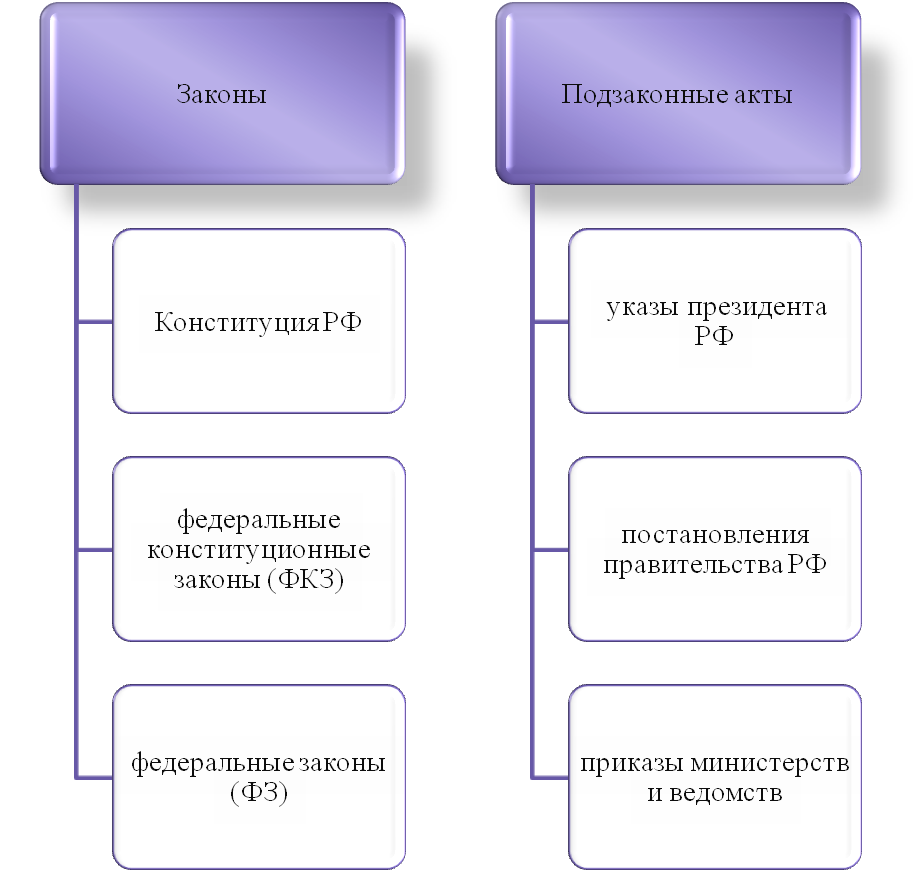 Законы
Конституция РФ
федеральные
конституционные
законы (ФКЗ)
федеральные законы
(ФЗ)
Подзаконные акты
указы президента
РФ
постановления
правительства РФ
приказы министерств
и ведомств